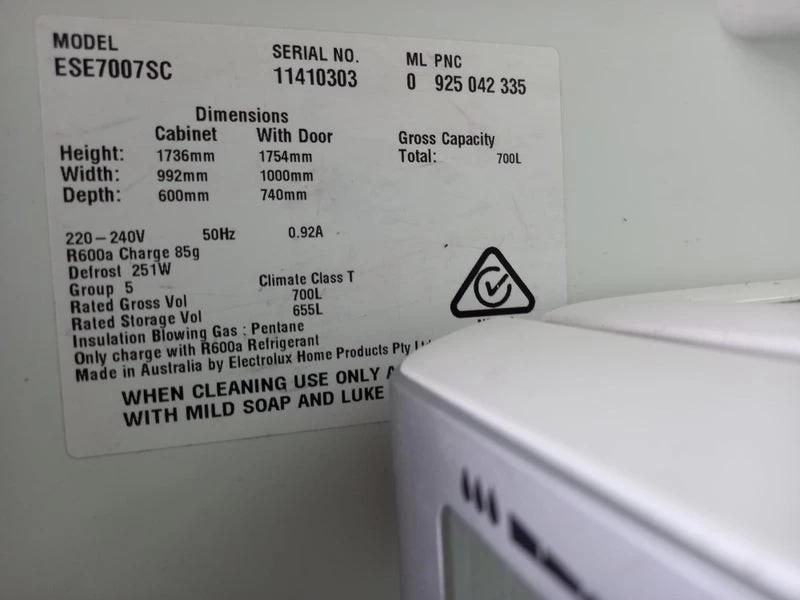 MODEL SERIAL NO. ML PNC
ESE7007SC 11410303 0 925 042 335
Dimensions
Cabinet With Door Gross Capacity
Height: 1736mm 1754mm Total: 700L
Width: 992mm 1000mm
Depth: 600mm 740mm
220-240V 50Hz 0.92A
R600a Charge 85g
Defrost 251W
Group 5 Climate Class T
Rated Gross Vol 700L
Rated Storage Vol 655L
Insulation Blowing Gas : Pentane
Only charge with R600a Refrigerant
Made in Australia by Electrolux Home Products Pty
WHEN CLEANING USE ONLY
WITH MILD SOAP AND LUKE